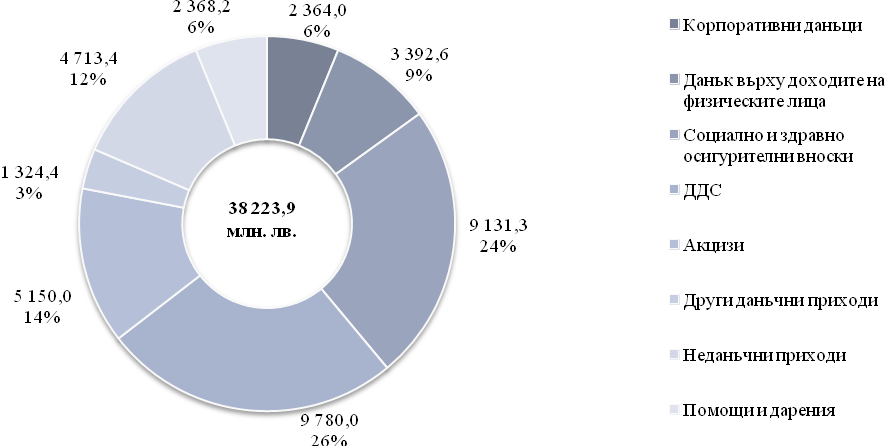 2 368,2
6%
2 364,0
6%
3 392,6
9%
4 713,4
12%
1 324,4
3%
38 223,9
млн. лв.
9 131,3
24%
5 150,0
14%
9 780,0
26%
Корпоративни данъци
Данък върху доходите на
физическите лица
Социално и здравно
осигурителни вноски
ДДС
Акцизи
Други данъчни приходи
Неданъчни приходи
Помощи и дарения